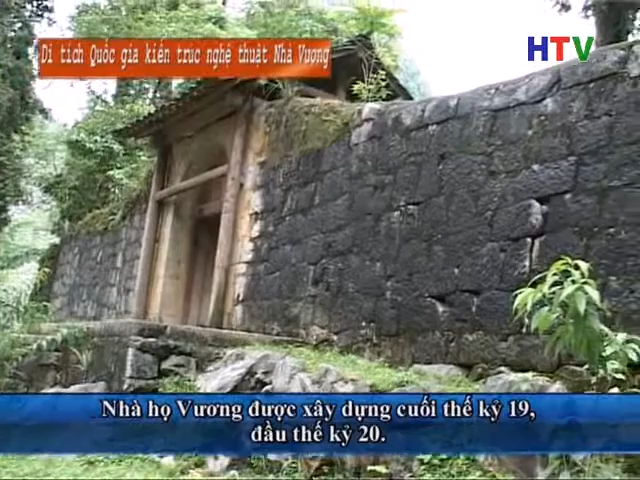 Di tích Quốc gia kiến trúc nghệ thuật Nhà Vương
HTV
Nhà họ Vương được xây dựng cuối thế kỷ 19,
đầu thế kỷ 20.